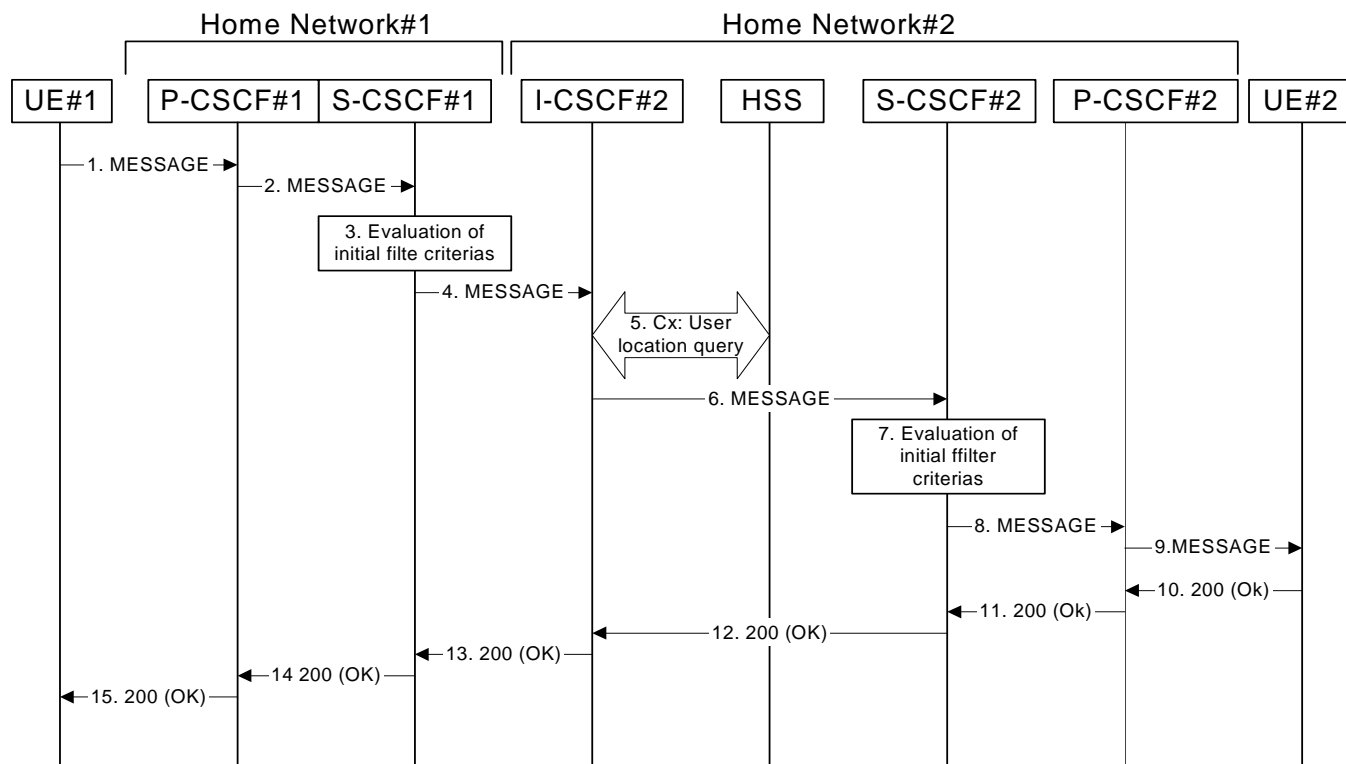 Home Network#1
Home Network#2
UE#1
P-CSCF#1
S-CSCF#1
I-CSCF#2
HSS
S-CSCF#2
P-CSCF#2
UE#2
1. MESSAGE
2. MESSAGE
3. Evaluation of
initial filte criterias
4. MESSAGE
5. Cx: User
location query
6. MESSAGE
7. Evaluation of
initial ffilter
criterias
8. MESSAGE
9.MESSAGE
10. 200 (Ok)
11. 200 (Ok)
12. 200 (OK)
13. 200 (OK)
14 200 (OK)
15. 200 (OK)